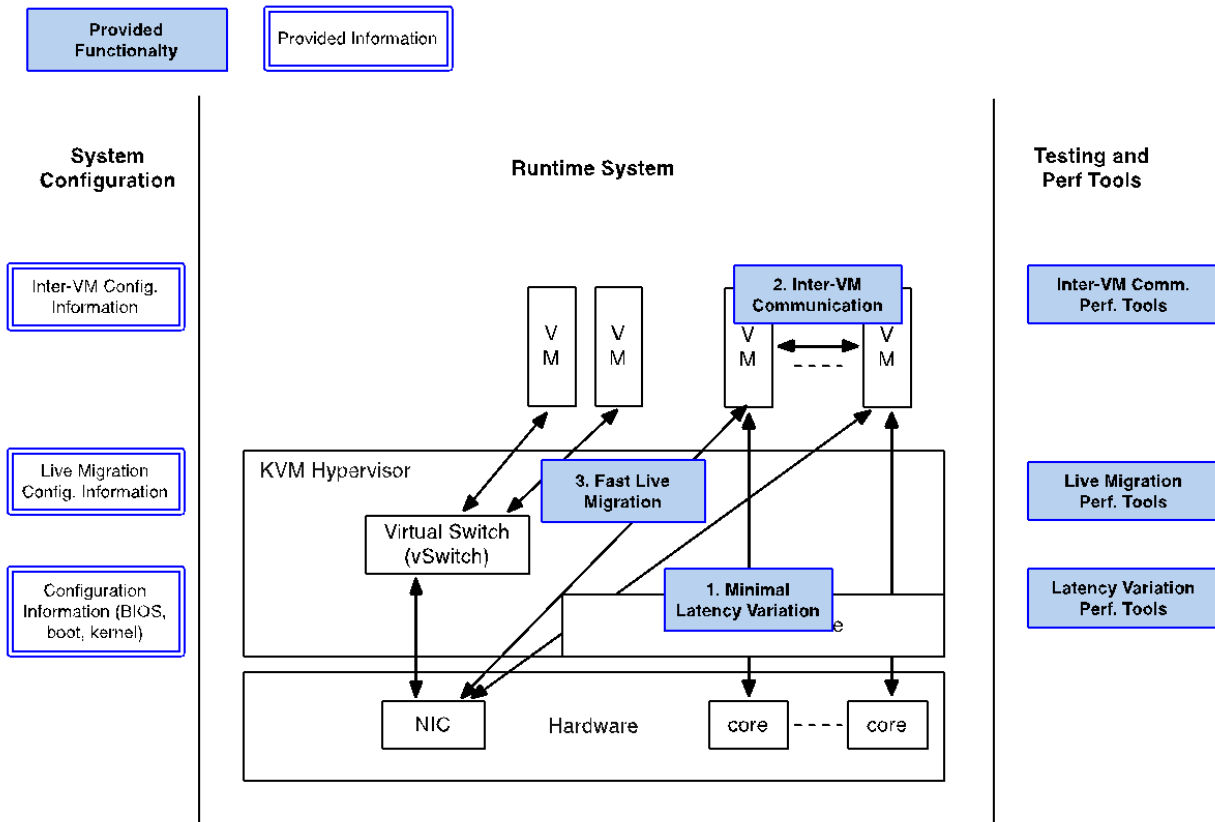 Provided
Functionalty
Provided Information
System
Configuration
Runtime System
Testing and
Perf Tools
Inter-VM Config.
Information
2. Inter-VM
Communication
Inter-VM Comm.
Perf. Tools
V
M
V
M
V
M
V
M
KVM Hypervisor
Live Migration
Config. Information
3. Fast Live
Migration
Live Migration
Perf. Tools
Virtual Switch
(vSwitch)
Configuration
Information (BIOS,
boot, kernel)
1. Minimal
Latency Variation
Latency Variation
Perf. Tools
NIC
Hardware
core
core